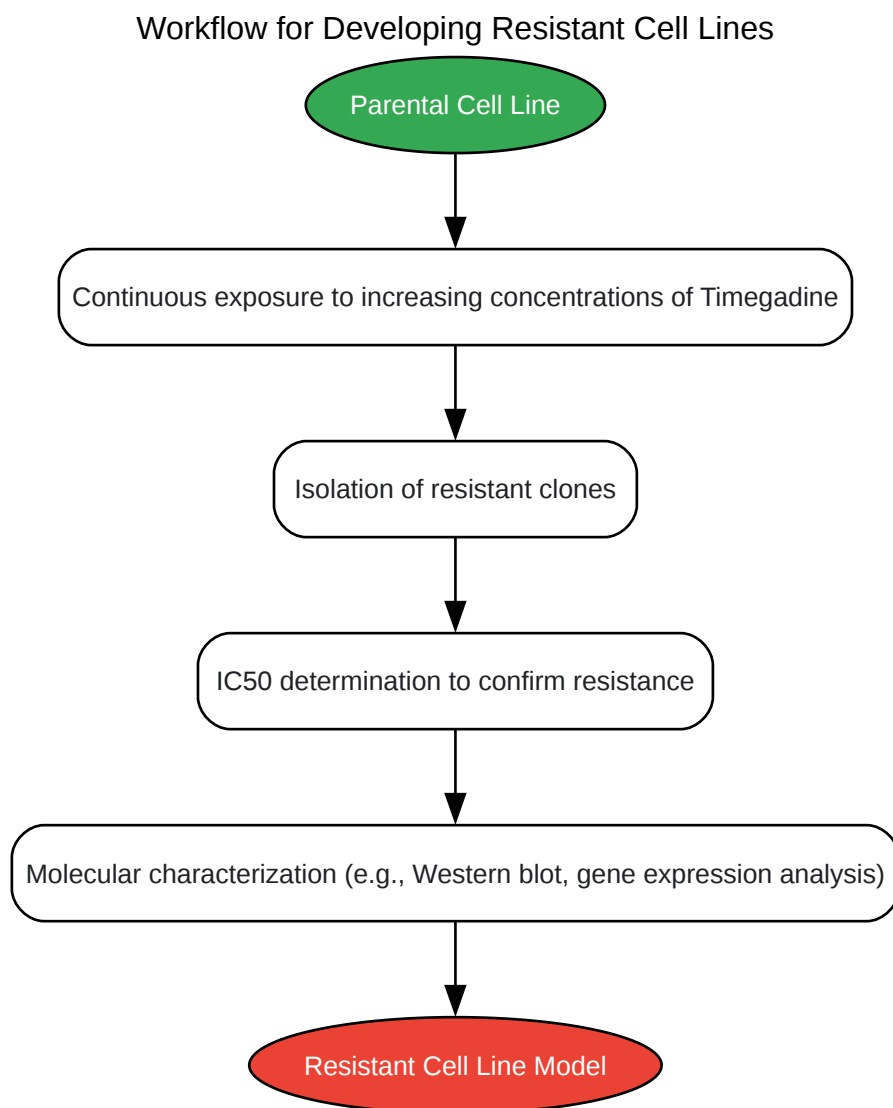 Workflow for Developing Resistant Cell Lines
Parental Cell Line
Continuous exposure to increasing concentrations of Timegadine
Isolation of resistant clones
IC50 determination to confirm resistance
Molecular characterization (e.g., Western blot, gene expression analysis)
Resistant Cell Line Model